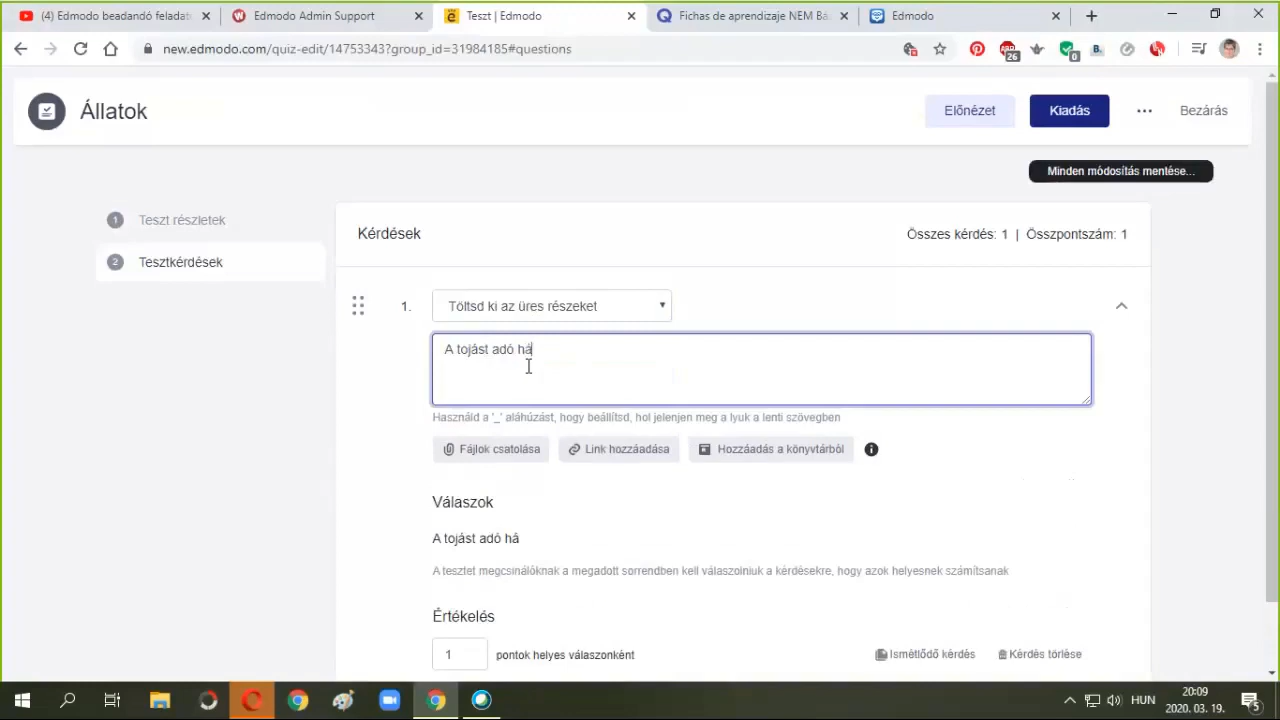 (4) Edmodo beadandó feladat
Edmodo Admin Support
Teszt | Edmodo
Fichas de aprendizaje NEM Bá
Edmodo
new.edmodo.com/quiz-edit/14753343?group_id=31984185#questions
26
0
B.
Állatok
Előnézet
Kiadás
Bezárás
Minden módosítás mentése...
1 Teszt részletek
2 Tesztkérdések
Kérdések
Összes kérdés: 1 | Összpontszám: 1
1.
Töltsd ki az üres részeket
A tojást adó há
Használd a '_' aláhúzást, hogy beállítsd, hol jelenjen meg a lyuk a lenti szövegben
Fájlok csatolása
Link hozzáadása
Hozzáadás a könyvtárból
Válaszok
A tojást adó há
A tesztet megcsinálóknak a megadott sorrendben kell válaszolniuk a kérdésekre, hogy azok helyesnek számítsanak
Értékelés
1 pontok helyes válaszonként
Ismétlődő kérdés
Kérdés törlése
HUN
20:09
2020. 03. 19.
5